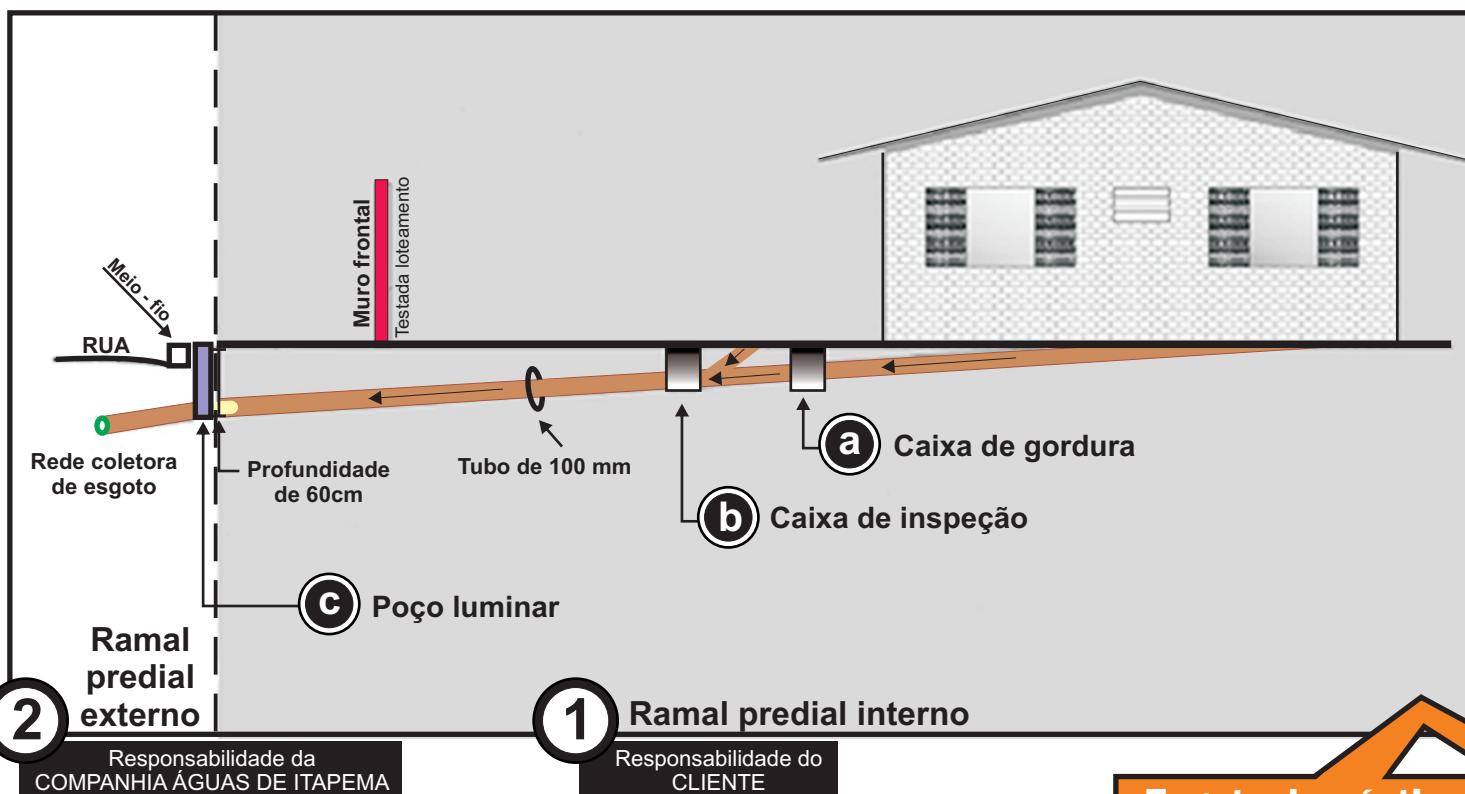 Muro frontal
Testada loteamento
Meio - fio
RUA
Rede coletora
de esgoto
Profundidade
de 60cm
Tubo de 100 mm
a Caixa de gordura
b Caixa de inspeção
c Poço luminar
2 Ramal
predial
externo
Responsabilidade da
COMPANHIA ÁGUAS DE ITAPEMA
1 Ramal predial interno
Responsabilidade do
CLIENTE